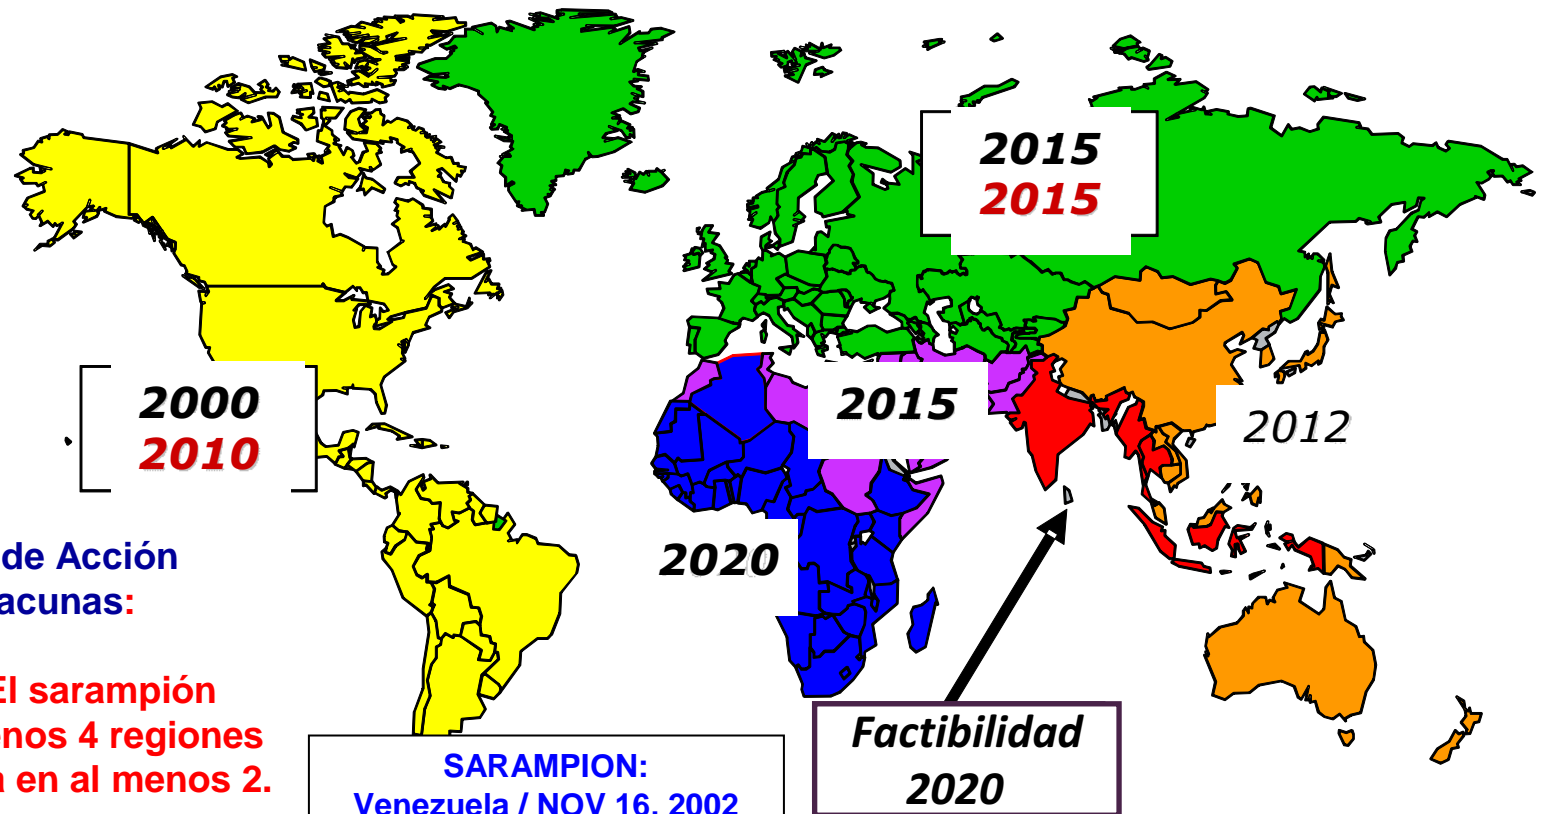 2015
2015
2000
2010
2015
2012
2020
de Acción
acunas:
El sarampión
enos 4 regiones
a en al menos 2.
SARAMPION:
Venezuela / NOV 16, 2002
Factibilidad
2020